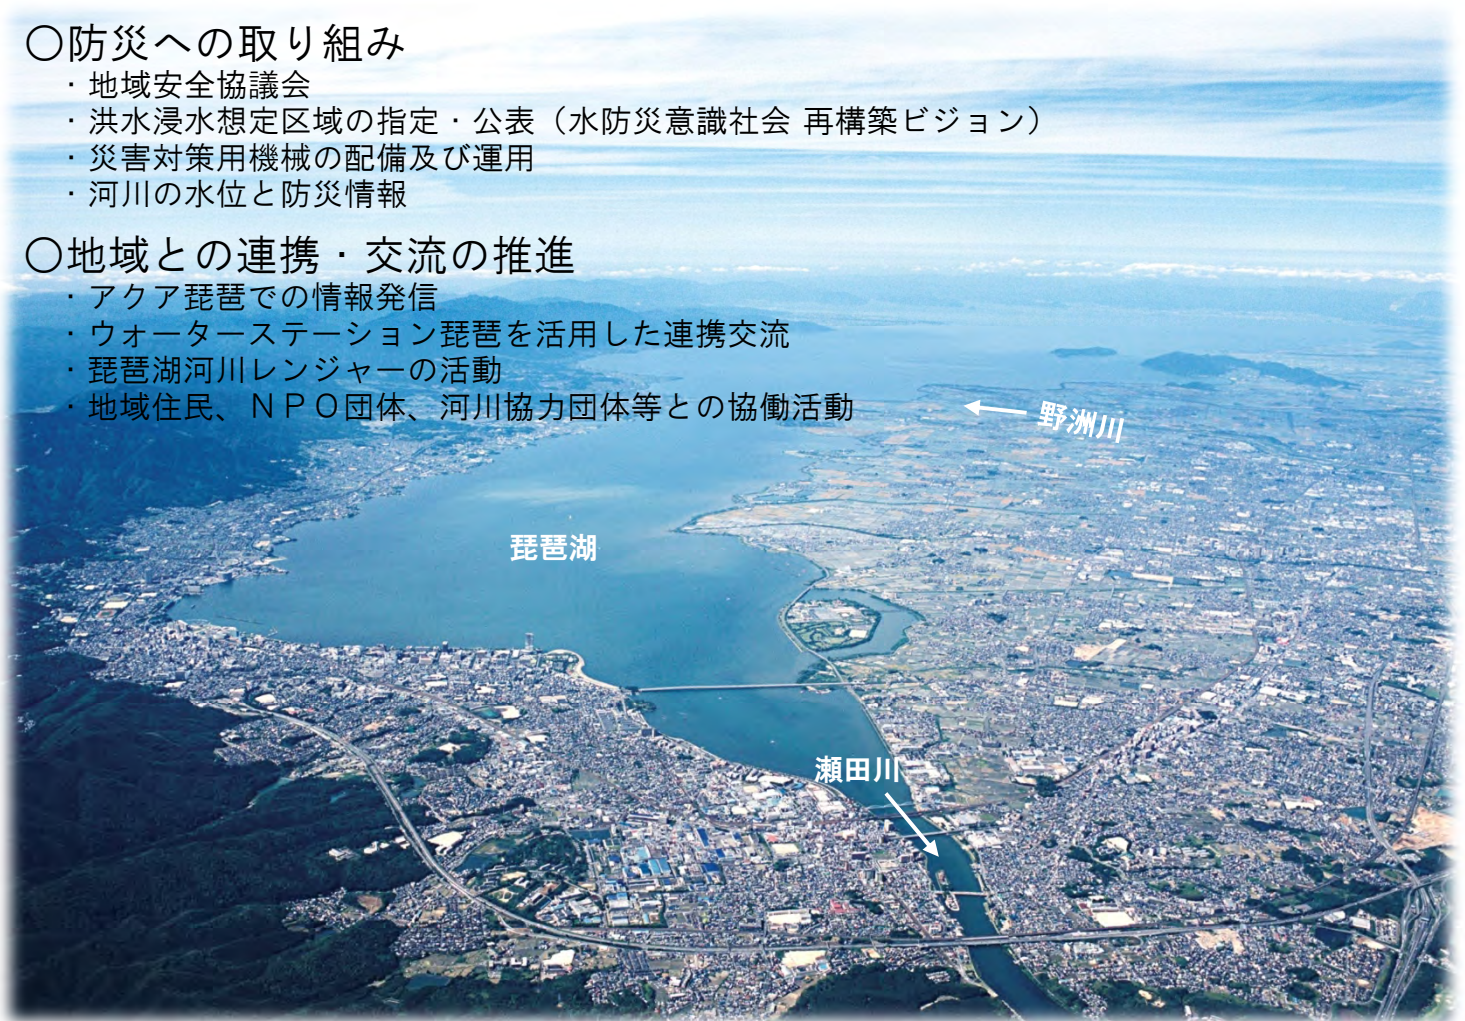 〇防災への取り組み
・地域安全協議会
・洪水浸水想定区域の指定・公表（水防災意識社会 再構築ビジョン）
・災害対策用機械の配備及び運用
・河川の水位と防災情報
〇地域との連携・交流の推進
・アクア琵琶での情報発信
・ウォーターステーション琵琶を活用した連携交流
・琵琶湖河川レンジャーの活動
・地域住民、ＮＰＯ団体、河川協力団体等との協働活動
野洲川
琵琶湖
瀬田川